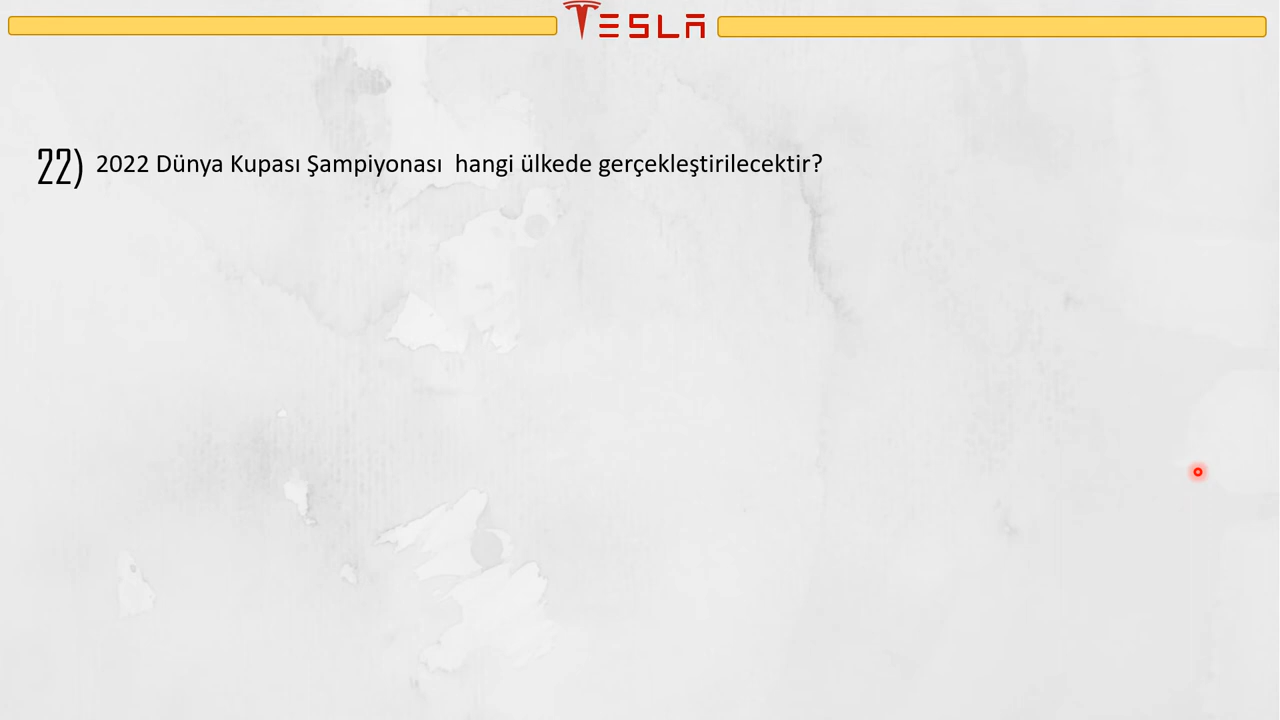 TESLA
22) 2022 Dünya Kupası Şampiyonası  hangi ülkede gerçekleştirilecektir?